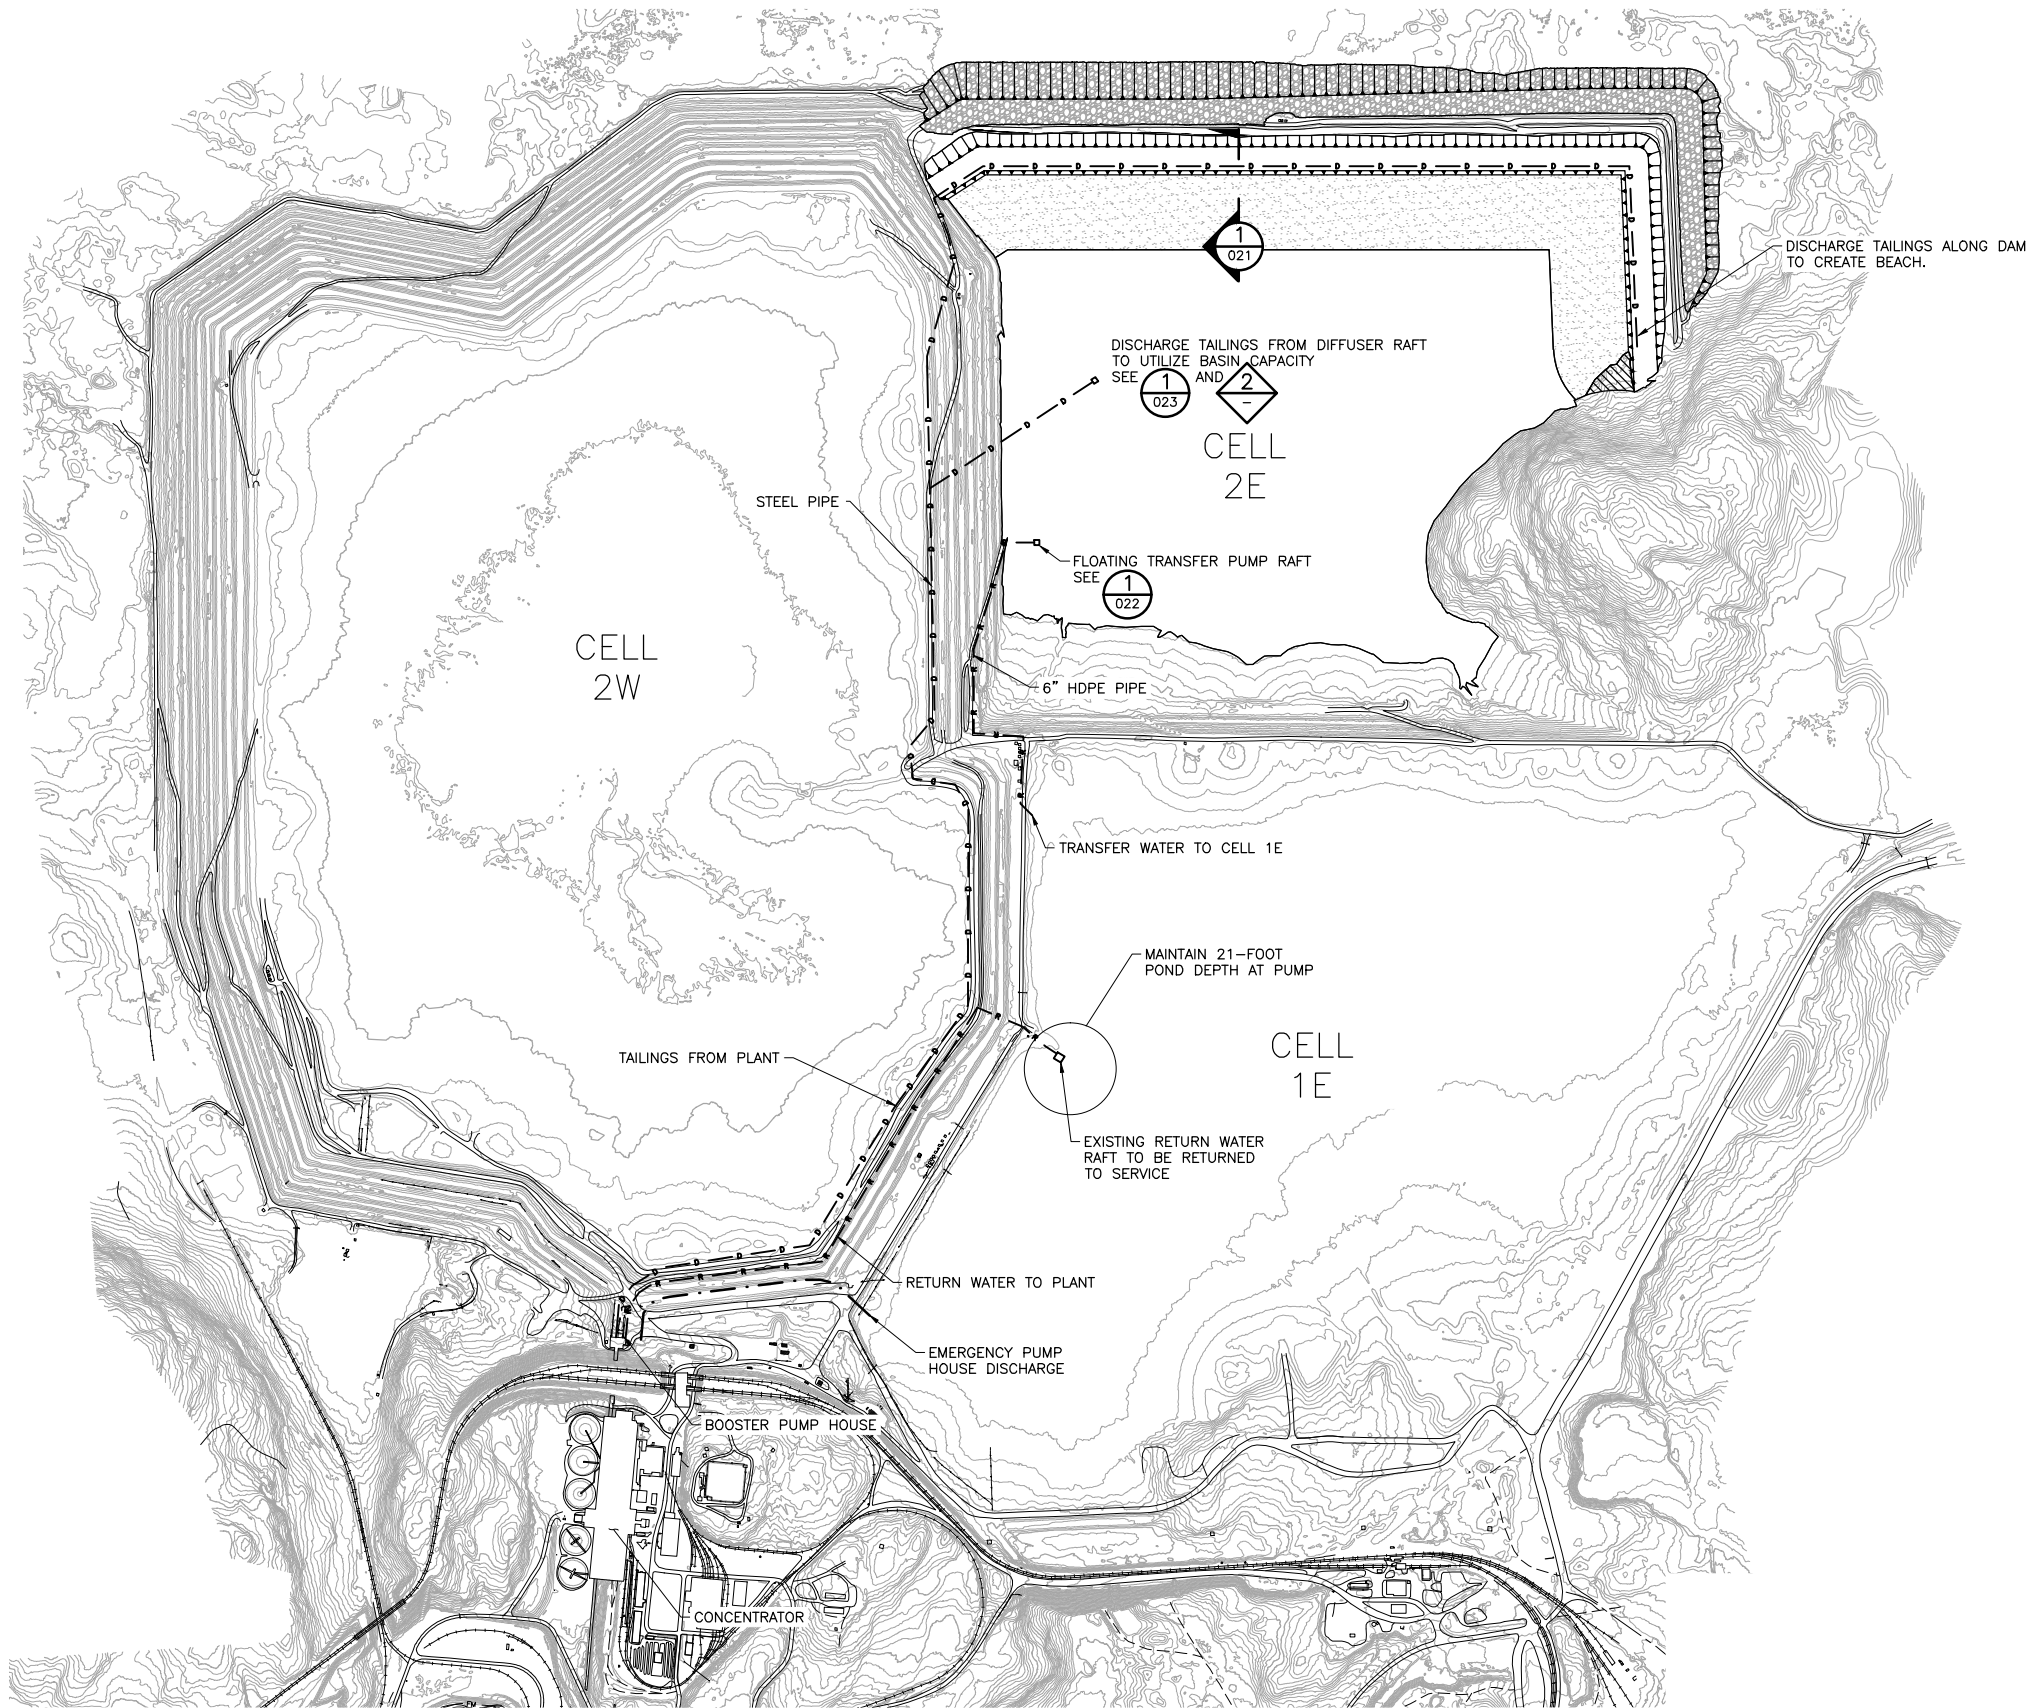 DISCHARGE TAILINGS ALONG DAM
TO CREATE BEACH.
1
021
DISCHARGE TAILINGS FROM DIFFUSER RAFT
TO UTILIZE BASIN CAPACITY
SEE 1 AND 2
023 –
CELL
2E
STEEL PIPE
FLOATING TRANSFER PUMP RAFT
SEE 1
022
CELL
2W
6" HDPE PIPE
TRANSFER WATER TO CELL 1E
MAINTAIN 21–FOOT
POND DEPTH AT PUMP
CELL
1E
TAILINGS FROM PLANT
EXISTING RETURN WATER
RAFT TO BE RETURNED
TO SERVICE
RETURN WATER TO PLANT
EMERGENCY PUMP
HOUSE DISCHARGE
BOOSTER PUMP HOUSE
CONCENTRATOR